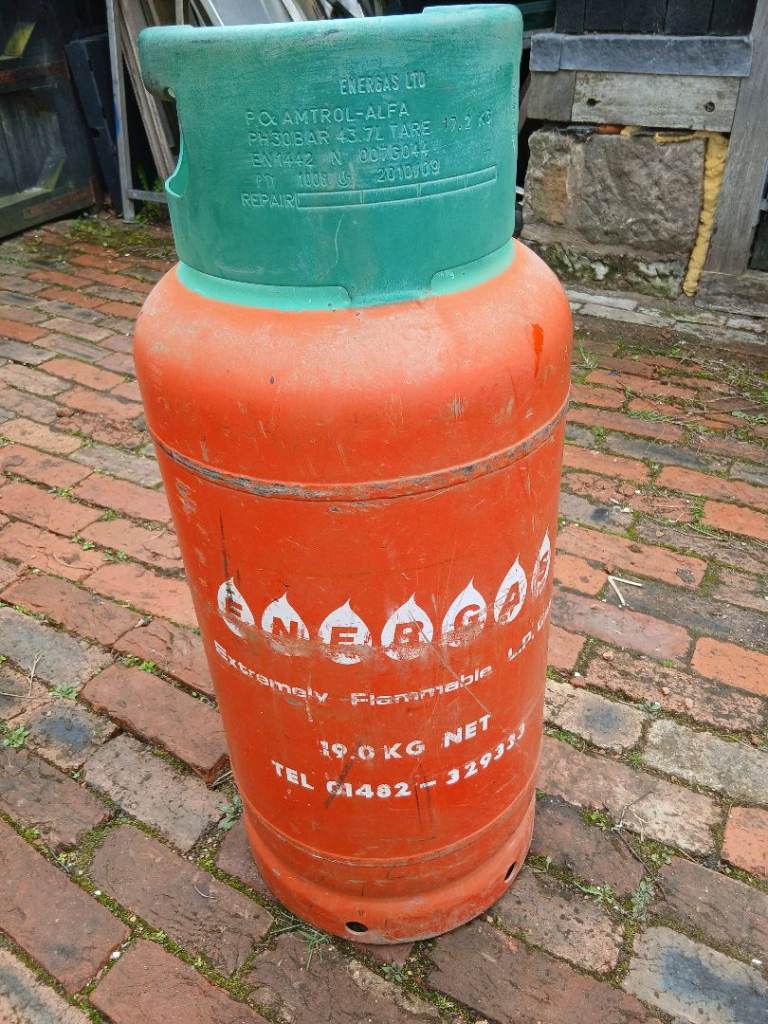 ENERGAS LTD
AMTROL-ALFA
PH30BAR 43.7L TARE 17.2 KG
EN1442 N 007G044
1008 2010/09
REPAIR
ENERGAS
Extremely Flammable L.P.
19.0 KG NET
TEL 01482 - 329333